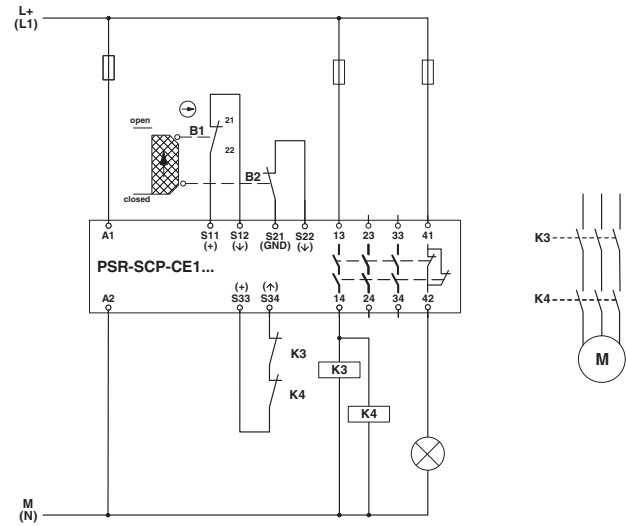 L+
(L1)
open
B1
21
22
closed
B2
A1
S11
(+)
S12
(↓)
S21
(GND)
S22
(↓)
13
23
33
41
PSR-SCP-CE1...
A2
(+)
S33
(↑)
S34
14
24
34
42
K3
K4
K3
K4
M
(N)
K3
K4
M